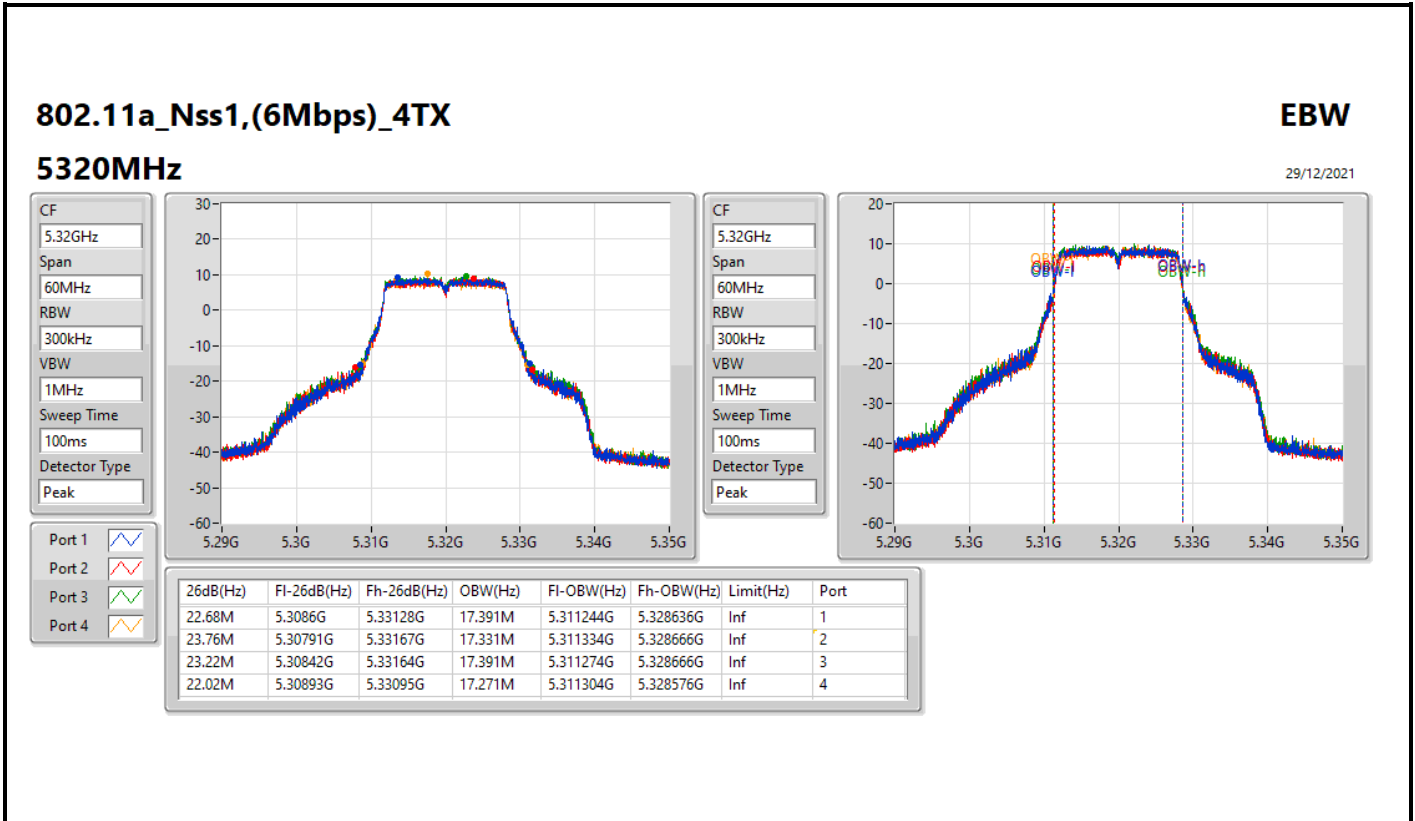 802.11a_Nss1,(6Mbps)_4TX
EBW
5320MHz
29/12/2021
CF
5.32GHz
Span
60MHz
RBW
300kHz
VBW
1MHz
Sweep Time
100ms
Detector Type
Peak
30
20
10
0
-10
-20
-30
-40
-50
-60
5.29G 5.3G 5.31G 5.32G 5.33G 5.34G 5.35G
CF
5.32GHz
Span
60MHz
RBW
300kHz
VBW
1MHz
Sweep Time
100ms
Detector Type
Peak
20
10
0
-10
-20
-30
-40
-50
-60
OBW-l OBW-h
5.29G 5.3G 5.31G 5.32G 5.33G 5.34G 5.35G
Port 1
Port 2
Port 3
Port 4
26dB(Hz) Fl-26dB(Hz) Fh-26dB(Hz) OBW(Hz) Fl-OBW(Hz) Fh-OBW(Hz) Limit(Hz) Port
22.68M 5.3086G 5.33128G 17.391M 5.311244G 5.328636G Inf 1
23.76M 5.30791G 5.33167G 17.331M 5.311334G 5.328666G Inf 2
23.22M 5.30842G 5.33164G 17.391M 5.311274G 5.328666G Inf 3
22.02M 5.30893G 5.33095G 17.271M 5.311304G 5.328576G Inf 4